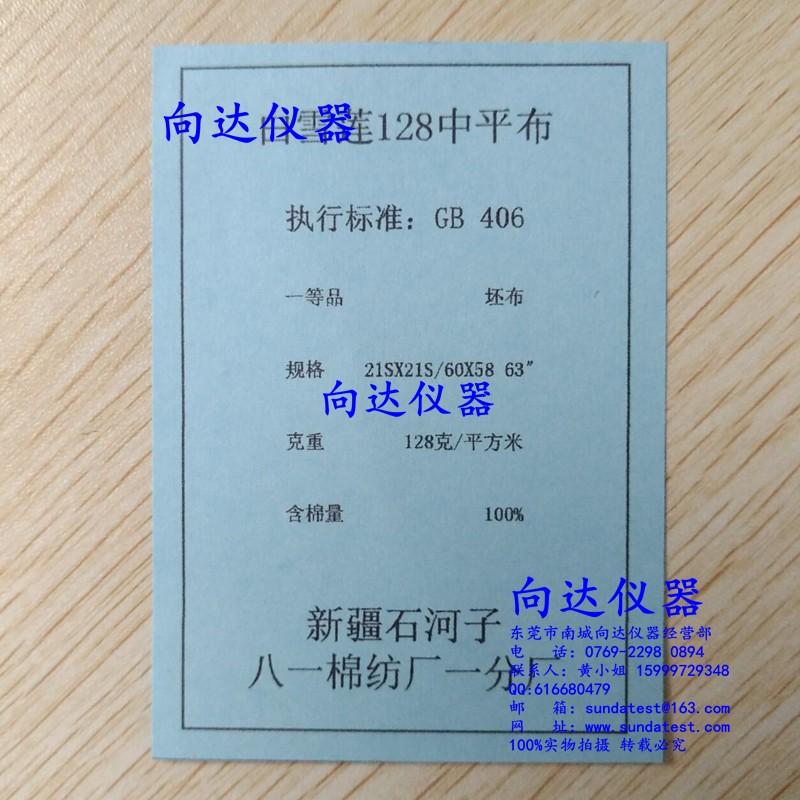 向达仪器
白雪莲128中平布
执行标准：GB 406
一等品 坯布
规格 21SX21S/60X58 63″
向达仪器
克重 128克/平方米
含棉量 100%
新疆石河子
八一棉纺厂一分厂
向达仪器
东莞市南城向达仪器经营部
电 话：0769-2298 0894
联系人：黄小姐 15999729348
QQ:616680479
邮 箱：sundatest@163.com
网 址：www.sundatest.com
100%实物拍摄 转载必究